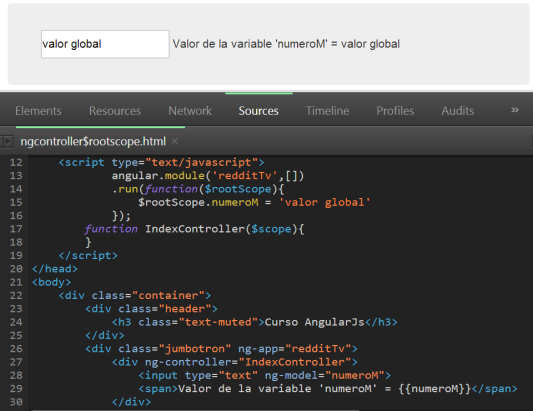 valor global Valor de la variable 'numeroM' = valor global
Elements Resources Network Sources Timeline Profiles Audits »
ngcontroller$rootscope.html ×
12 <script type="text/javascript">
13 angular.module('redditTv',[])
14 .run(function($rootScope){
15 $rootScope.numeroM = 'valor global'
16 });
17 function IndexController($scope){
18 }
19 </script>
20 </head>
21 <body>
22 <div class="container">
23 <div class="header">
24 <h3 class="text-muted">Curso AngularJs</h3>
25 </div>
26 <div class="jumbotron" ng-app="redditTv">
27 <div ng-controller="IndexController">
28 <input type="text" ng-model="numeroM">
29 <span>Valor de la variable 'numeroM' = {{numeroM}}</span>
30 </div>